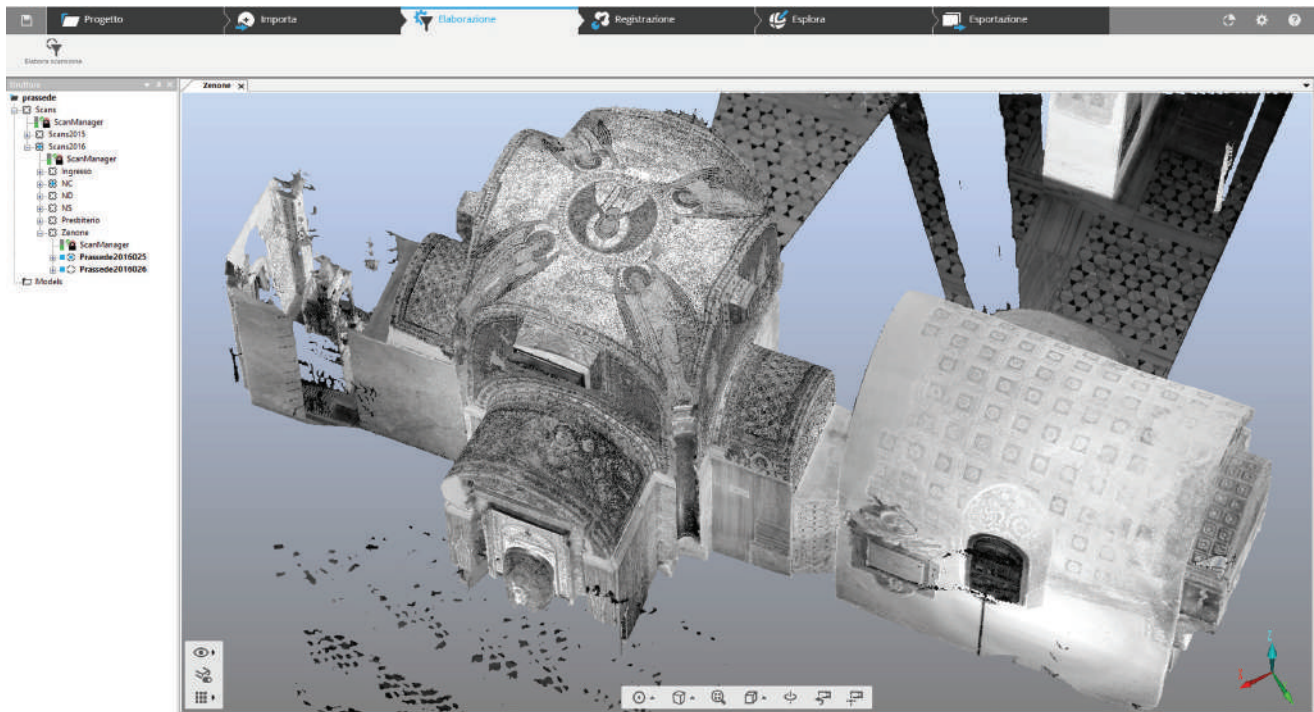 Progetto
Importa
Elaborazione
Registrazione
Esplora
Esportazione
Elabora scansione
Struttura
Zenone
prassede
Scans
ScanManager
Scans2015
Scans2016
ScanManager
Ingresso
NC
ND
NS
Presbiterio
Zenone
ScanManager
Prassede2016025
Prassede2016026
Models